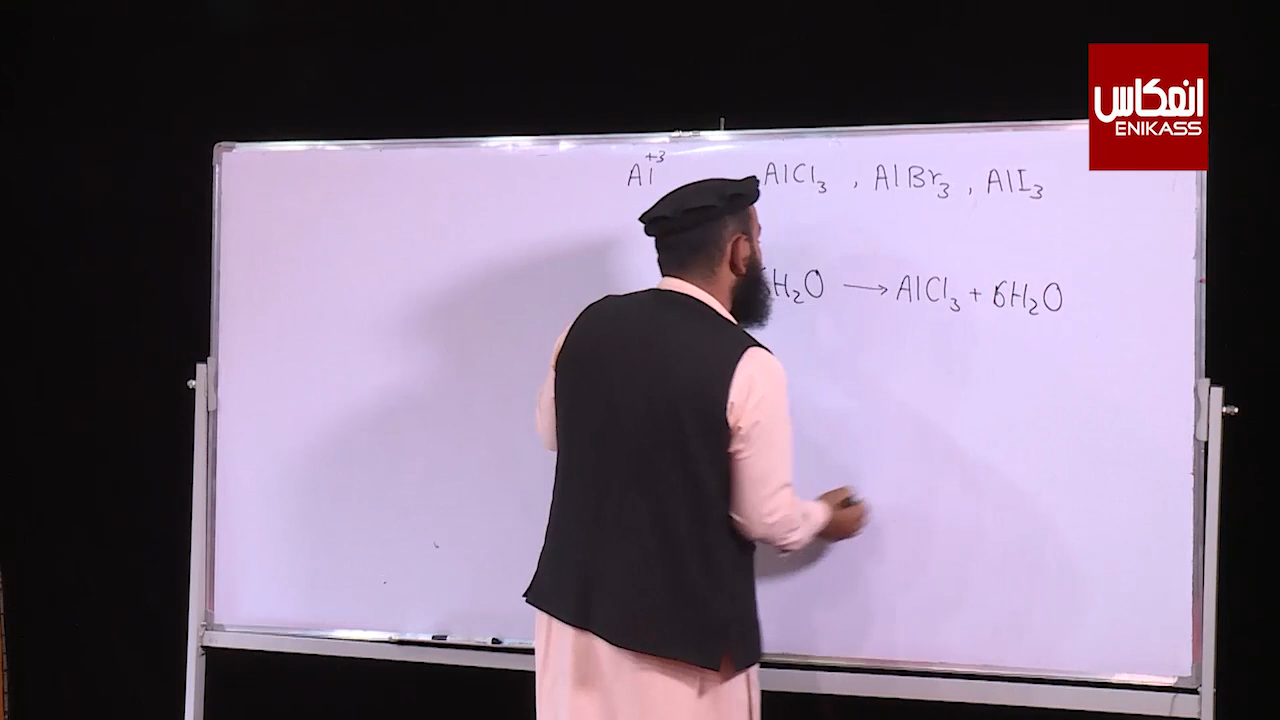 انعکاس
ENIKASS
Al⁺³ AlCl₃ , AlBr₃ , AlI₃
H₂O ⟶ AlCl₃ + 6H₂O